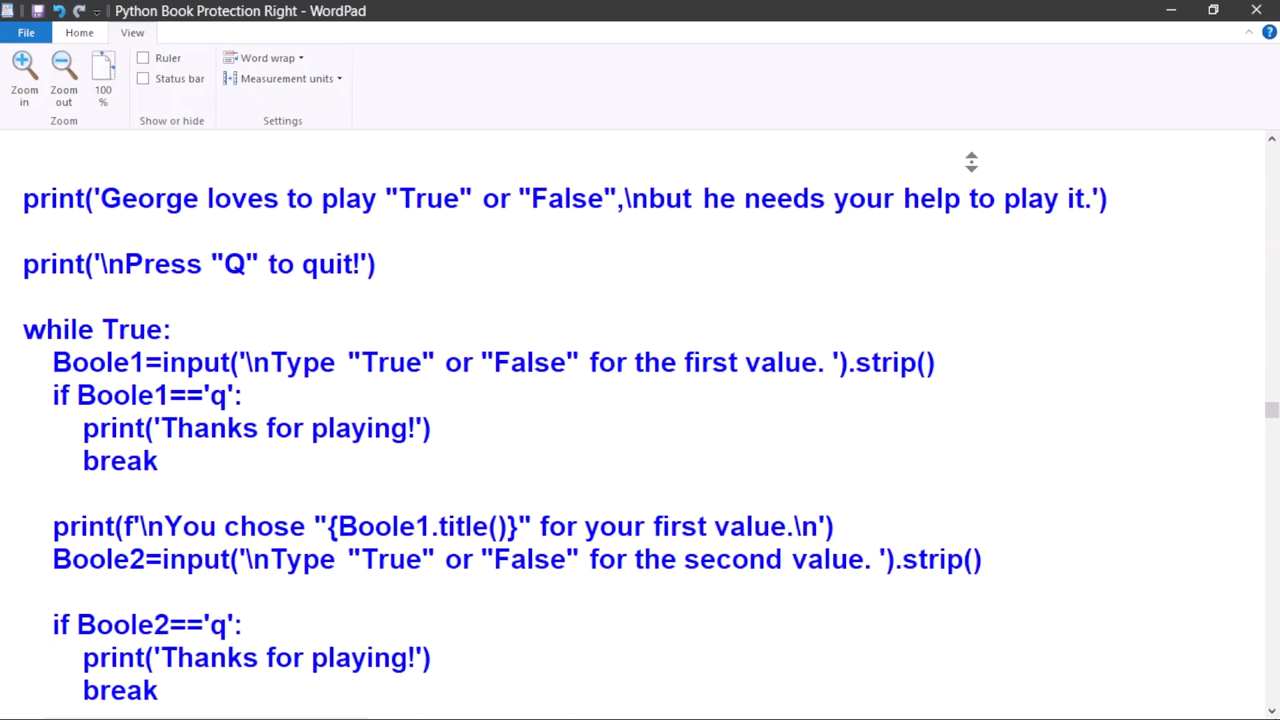 Python Book Protection Right - WordPad
File Home View
Zoom in
Zoom out
100 %
Zoom
Ruler
Status bar
Show or hide
Word wrap
Measurement units
Settings
print('George loves to play "True" or "False",\nbut he needs your help to play it.')
print('\nPress "Q" to quit!')
while True:
    Boole1=input('\nType "True" or "False" for the first value. ').strip()
    if Boole1=='q':
        print('Thanks for playing!')
        break
    print(f'\nYou chose "{Boole1.title()}" for your first value.\n')
    Boole2=input('\nType "True" or "False" for the second value. ').strip()
    if Boole2=='q':
        print('Thanks for playing!')
        break